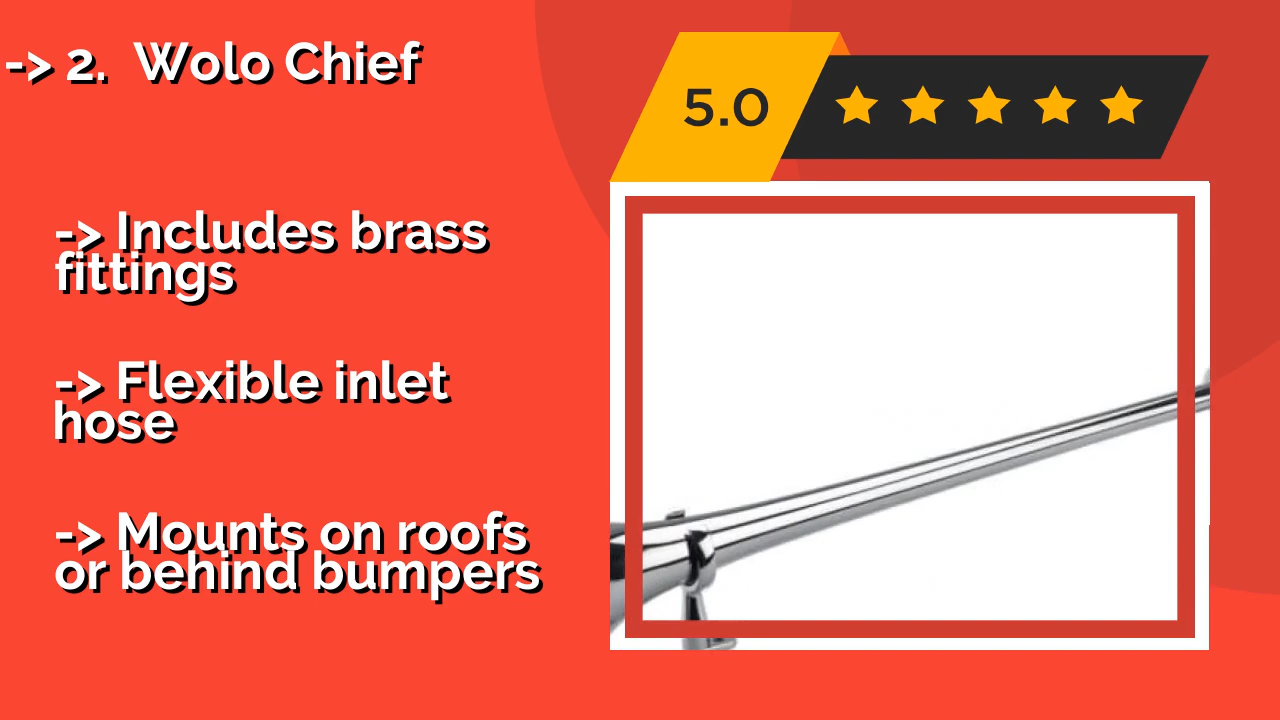 -> 2.  Wolo Chief
5.0
-> Includes brass
fittings
-> Flexible inlet
hose
-> Mounts on roofs
or behind bumpers